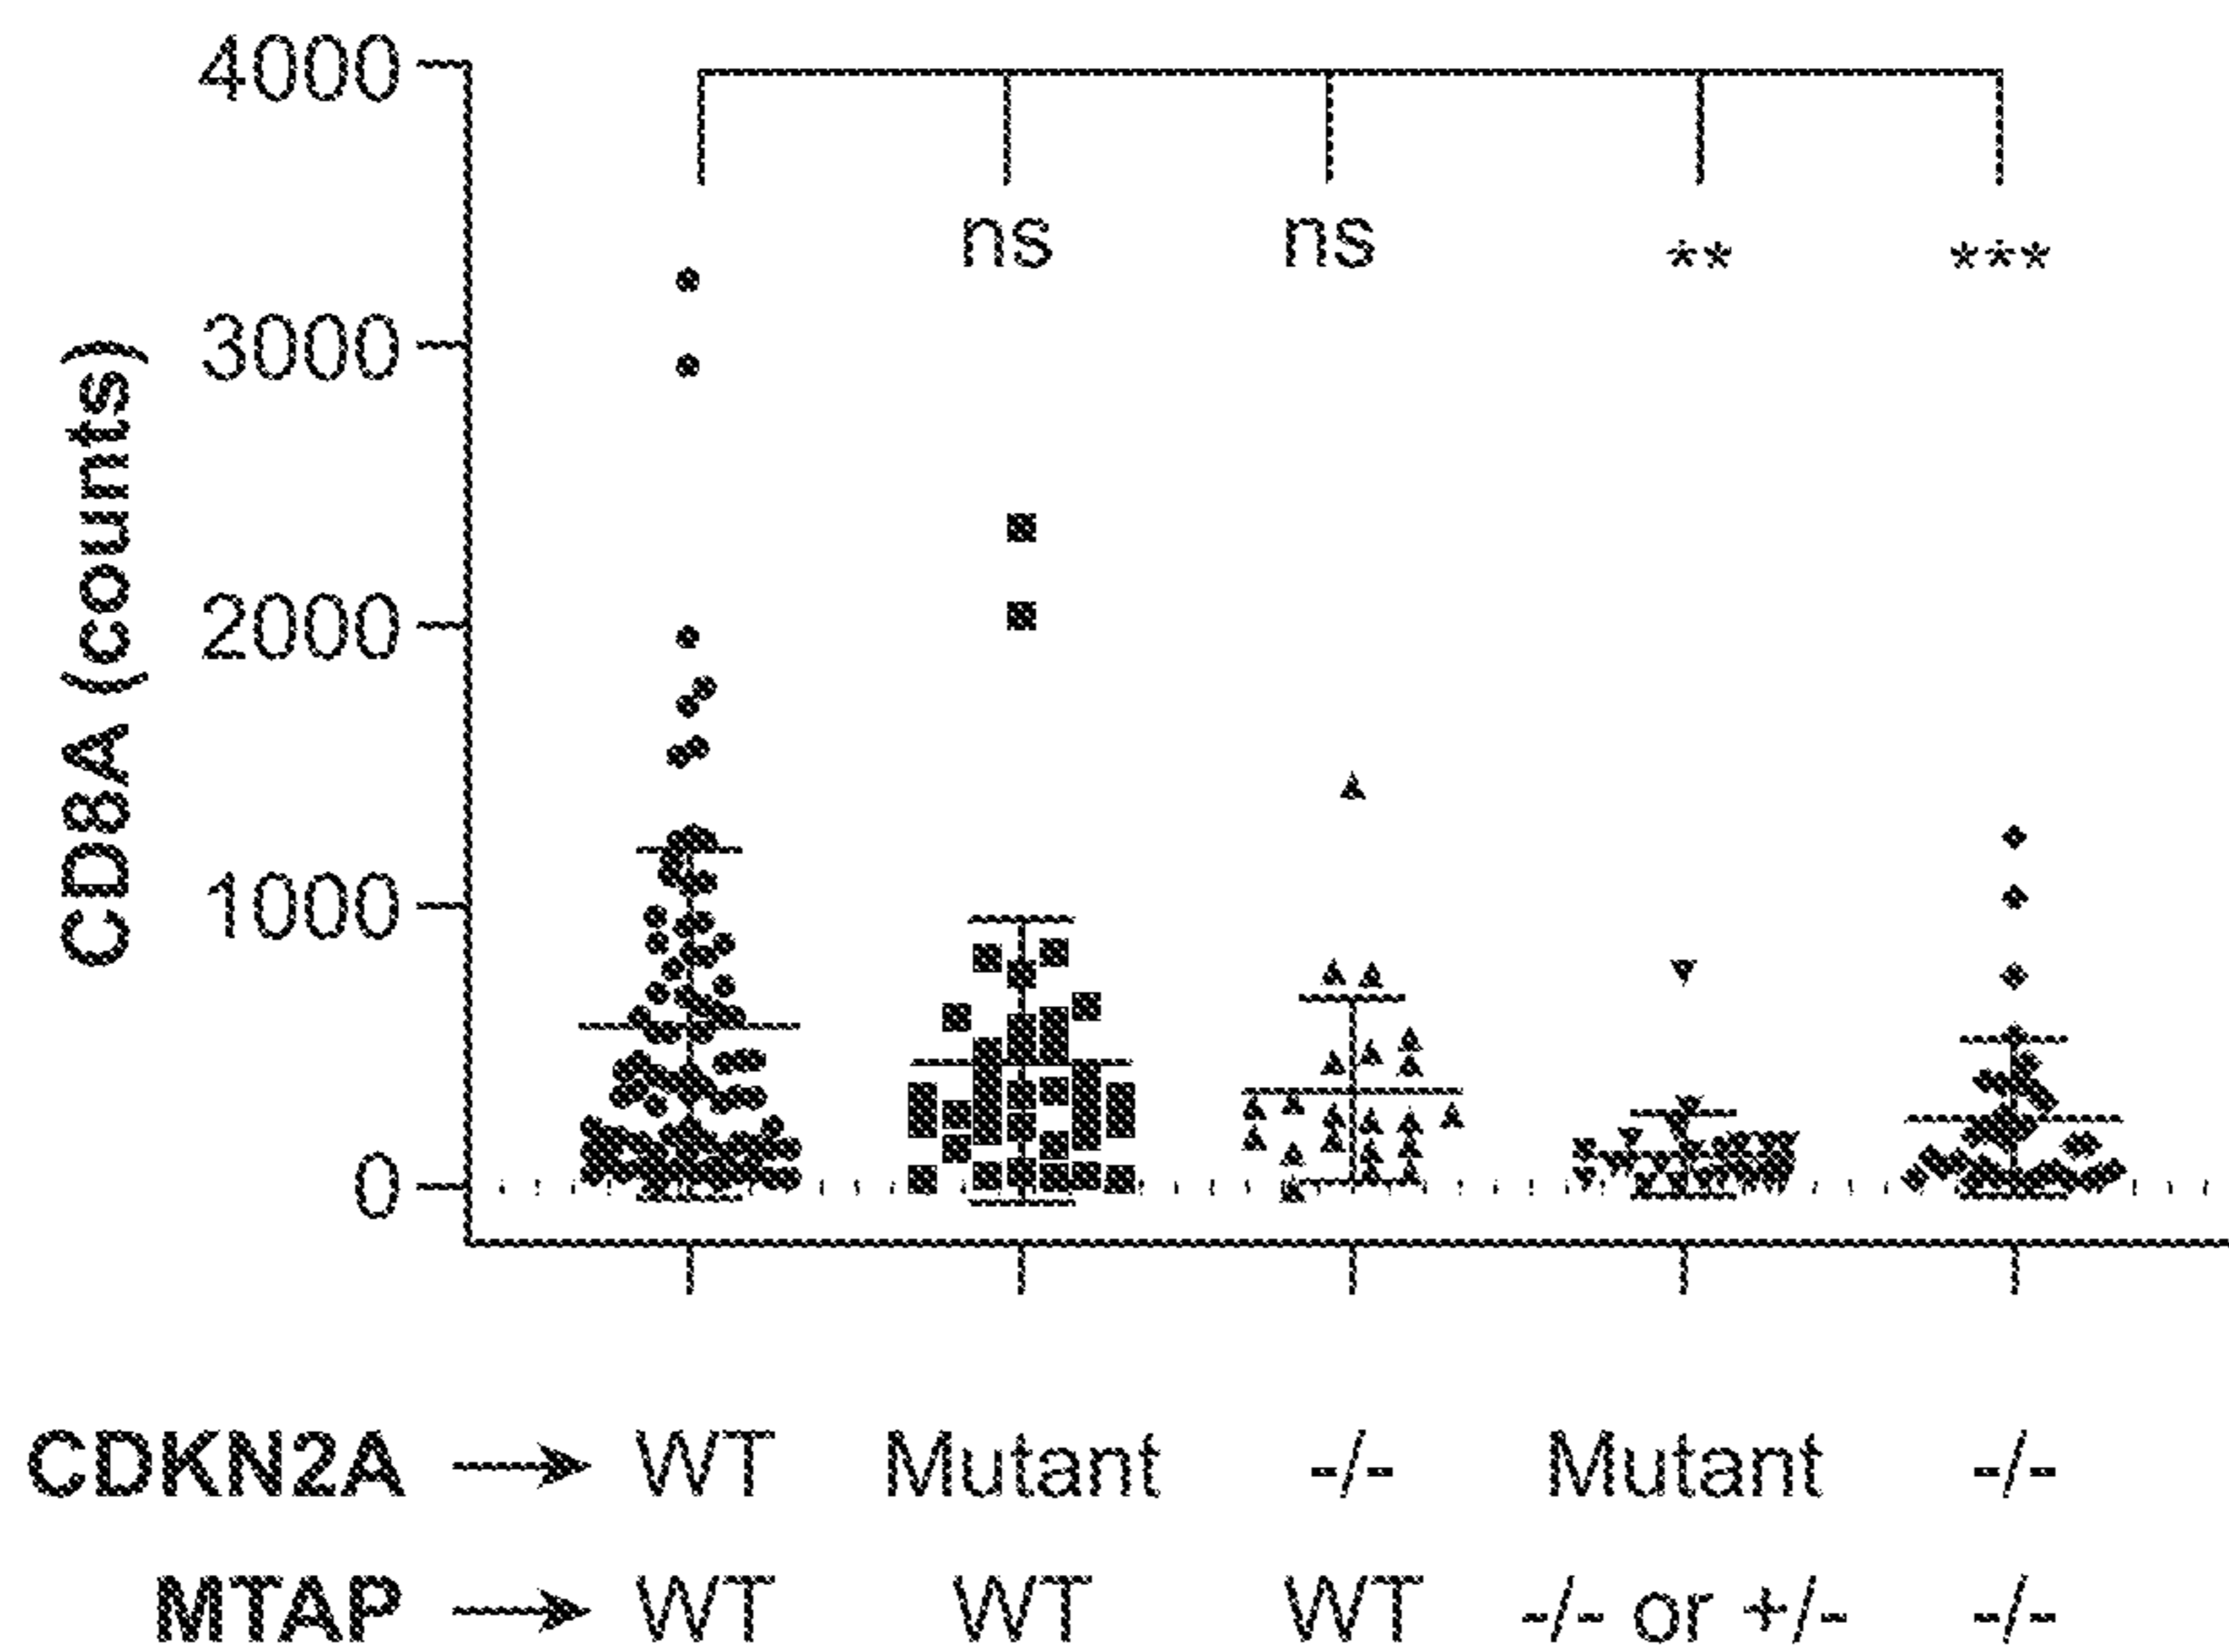 4000
ns ns ** ***
3000
CD8A (counts)
2000
1000
0
CDKN2A → WT Mutant -/- Mutant -/-
MTAP → WT WT WT -/- or +/- -/-